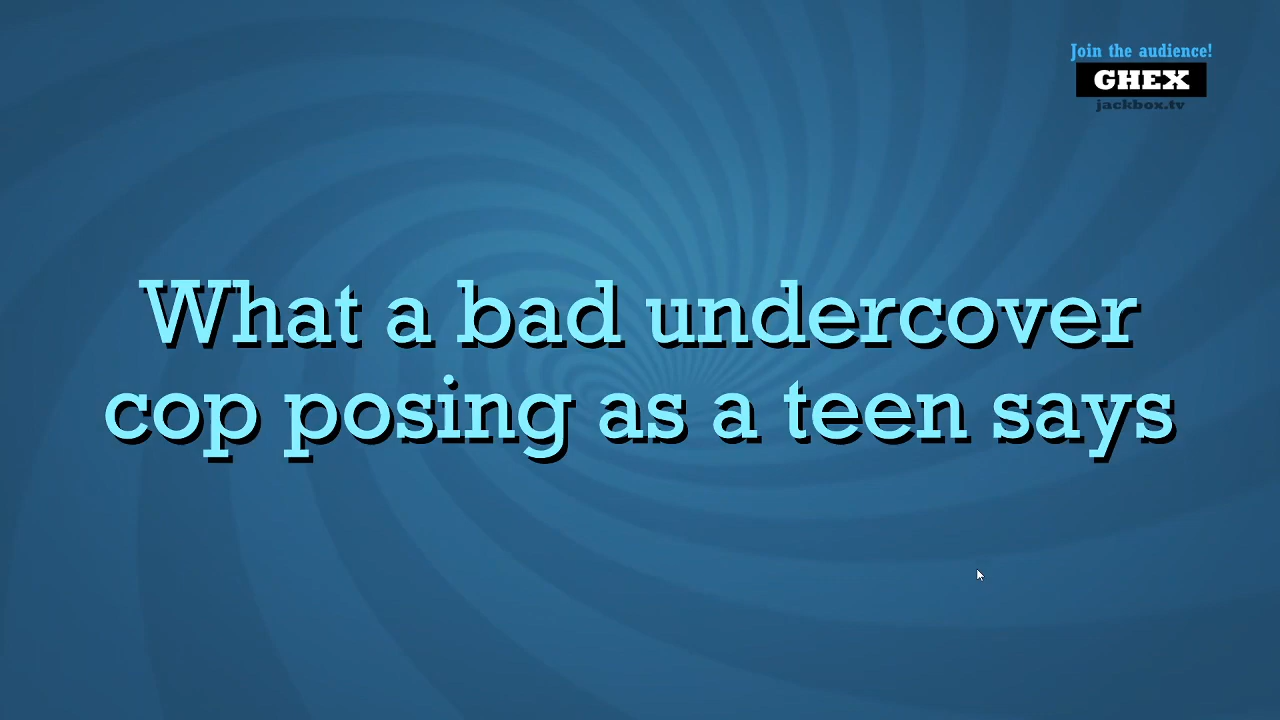 Join the audience!
GHEX
jackbox.tv
What a bad undercover
cop posing as a teen says